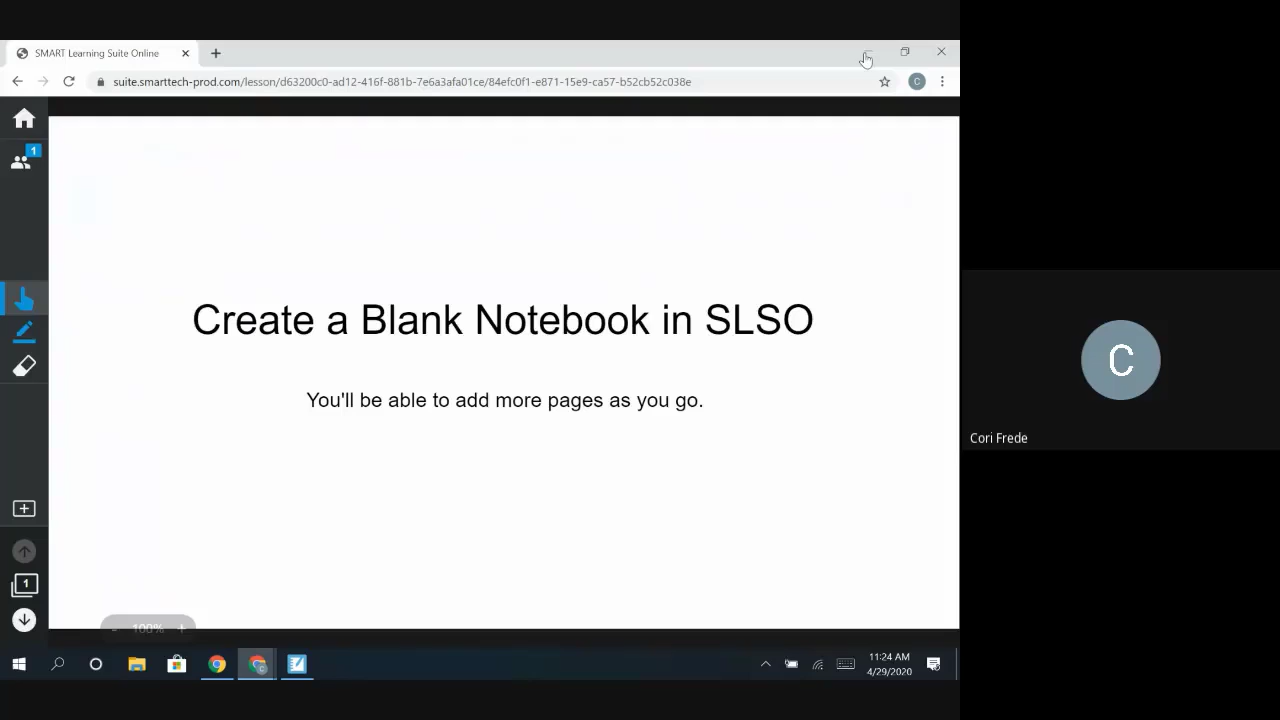 SMART Learning Suite Online
suite.smarttech-prod.com/lesson/d63200c0-ad12-416f-881b-7e6a3afa01ce/84efc0f1-e871-15e9-ca57-b52cb52c038e
C
1
Create a Blank Notebook in SLSO
You'll be able to add more pages as you go.
C
Cori Frede
1
- 100% +
C
11:24 AM
4/29/2020